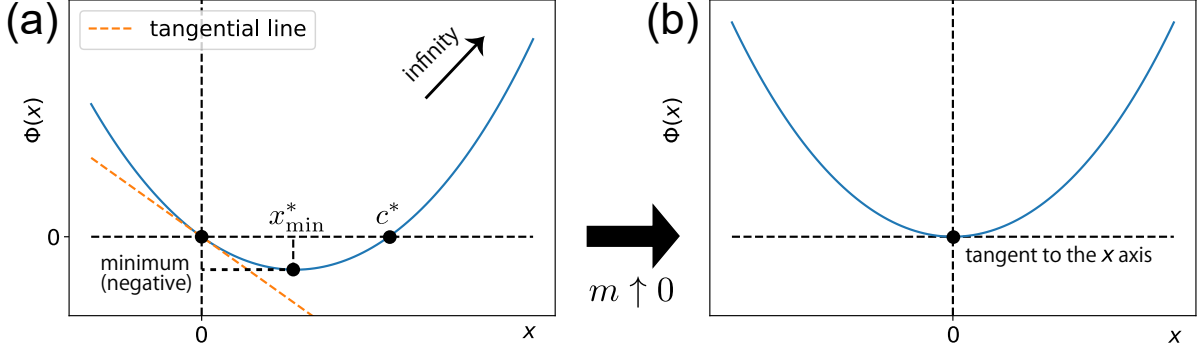 (a)
tangential line
infinity
Φ(x)
x*min
c*
0
minimum
(negative)
0
x
m ↑ 0
(b)
Φ(x)
tangent to the x axis
0
x